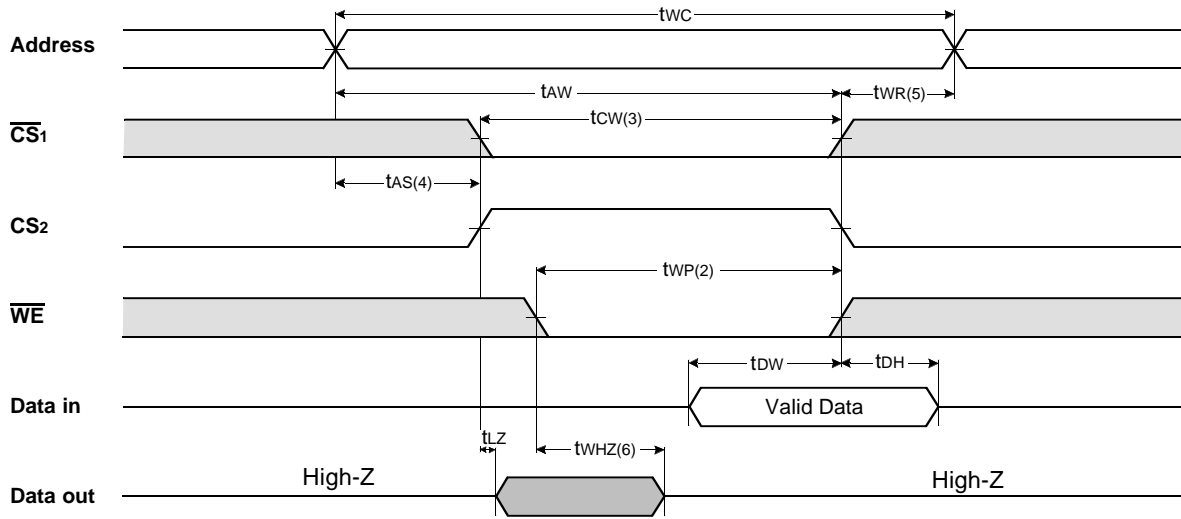 tWC
Address
tAW
tWR(5)
tCW(3)
CS1
tAS(4)
CS2
tWP(2)
WE
tDW
tDH
Data in
Valid Data
tLZ
tWHZ(6)
High-Z
High-Z
Data out